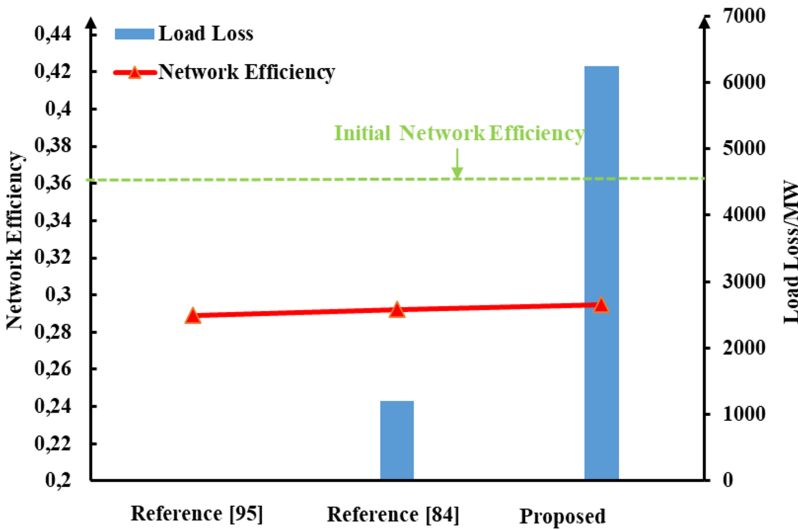 7000
0,44
Load Loss
0,42
Network Efficiency
6000
0,4
0,38
Initial Network Efficiency
5000
0,36
4000
0,34
Network Efficiency
Load Loss/MW
0,32
3000
0,3
0,28
2000
0,26
0,24
1000
0,22
0,2
0
Reference [95]
Reference [84]
Proposed